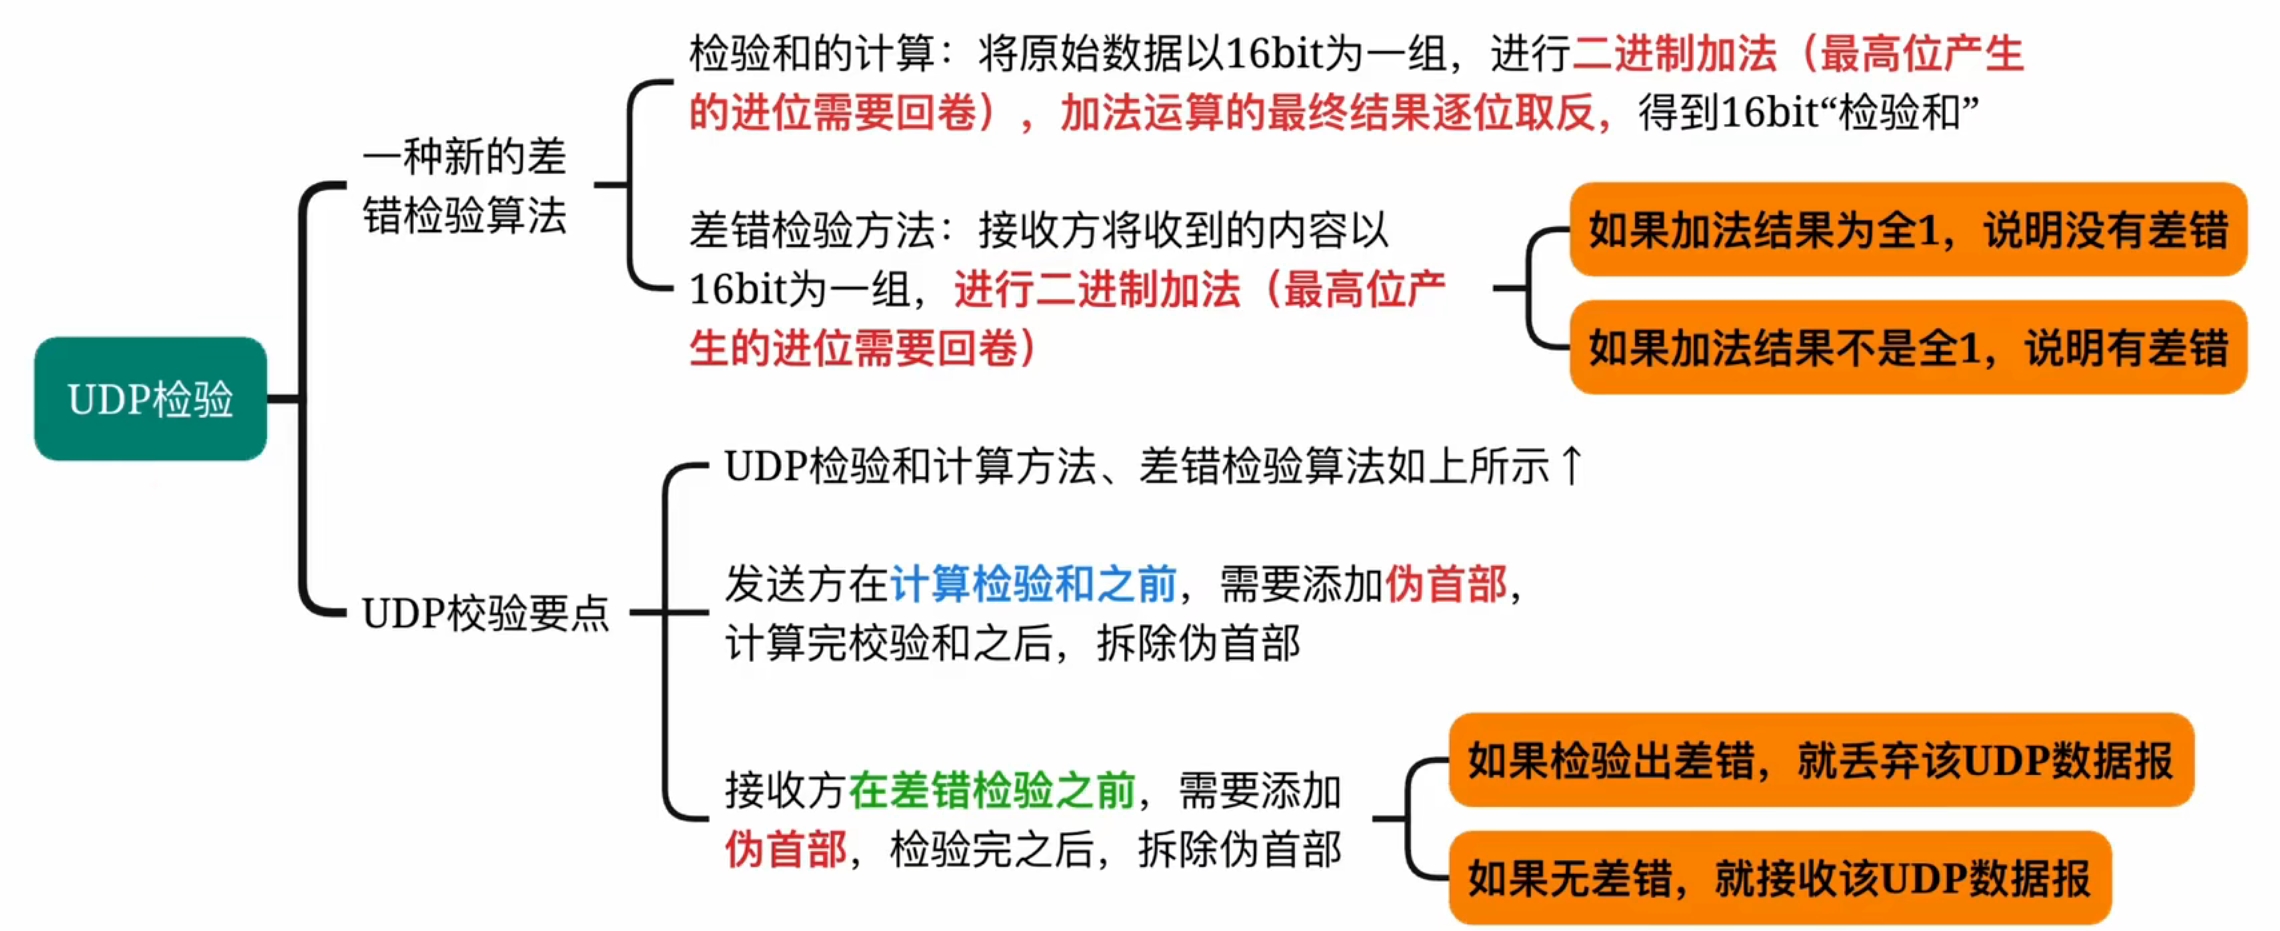 检验和的计算：将原始数据以16bit为一组，进行二进制加法（最高位产生
的进位需要回卷），加法运算的最终结果逐位取反，得到16bit“检验和”
一种新的差
错检验算法
差错检验方法：接收方将收到的内容以
16bit为一组，进行二进制加法（最高位产
生的进位需要回卷）
如果加法结果为全1，说明没有差错
如果加法结果不是全1，说明有差错
UDP检验
UDP检验和计算方法、差错检验算法如上所示↑
UDP校验要点
发送方在计算检验和之前，需要添加伪首部，
计算完校验和之后，拆除伪首部
接收方在差错检验之前，需要添加
伪首部，检验完之后，拆除伪首部
如果检验出差错，就丢弃该UDP数据报
如果无差错，就接收该UDP数据报